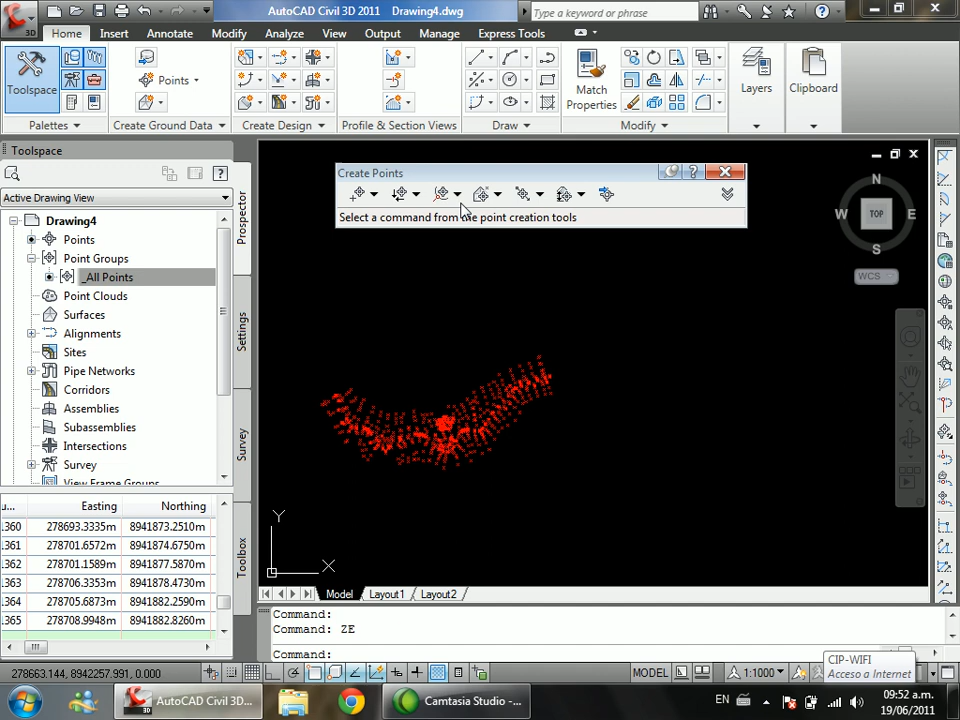 AutoCAD Civil 3D 2011 Drawing4.dwg
Type a keyword or phrase
3D
Home Insert Annotate Modify Analyze View Output Manage Express Tools
Toolspace
Points
Match
Properties
Layers
Clipboard
Palettes Create Ground Data Create Design Profile & Section Views Draw Modify
Toolspace
Active Drawing View
Drawing4
Points
Point Groups
_All Points
Point Clouds
Surfaces
Alignments
Sites
Pipe Networks
Corridors
Assemblies
Subassemblies
Intersections
Survey
View Frame Groups
Prospector
Settings
Survey
Toolbox
Create Points
Select a command from the point creation tools
N
W TOP E
S
WCS
Y
X
u... Easting Northing
1360 278693.3335m 8941873.2510m
1361 278701.6572m 8941874.6750m
1362 278701.1589m 8941877.5870m
1363 278706.3353m 8941878.4730m
1364 278705.6873m 8941882.2590m
1365 278708.9948m 8941882.8260m
Model Layout1 Layout2
Command:
Command: ZE
Command:
278663.144, 8942257.991, 0.000
MODEL 1:1000
CIP-WIFI
Acceso a Internet
AutoCAD Civil 3D...
Camtasia Studio -...
EN
09:52 a.m.
19/06/2011